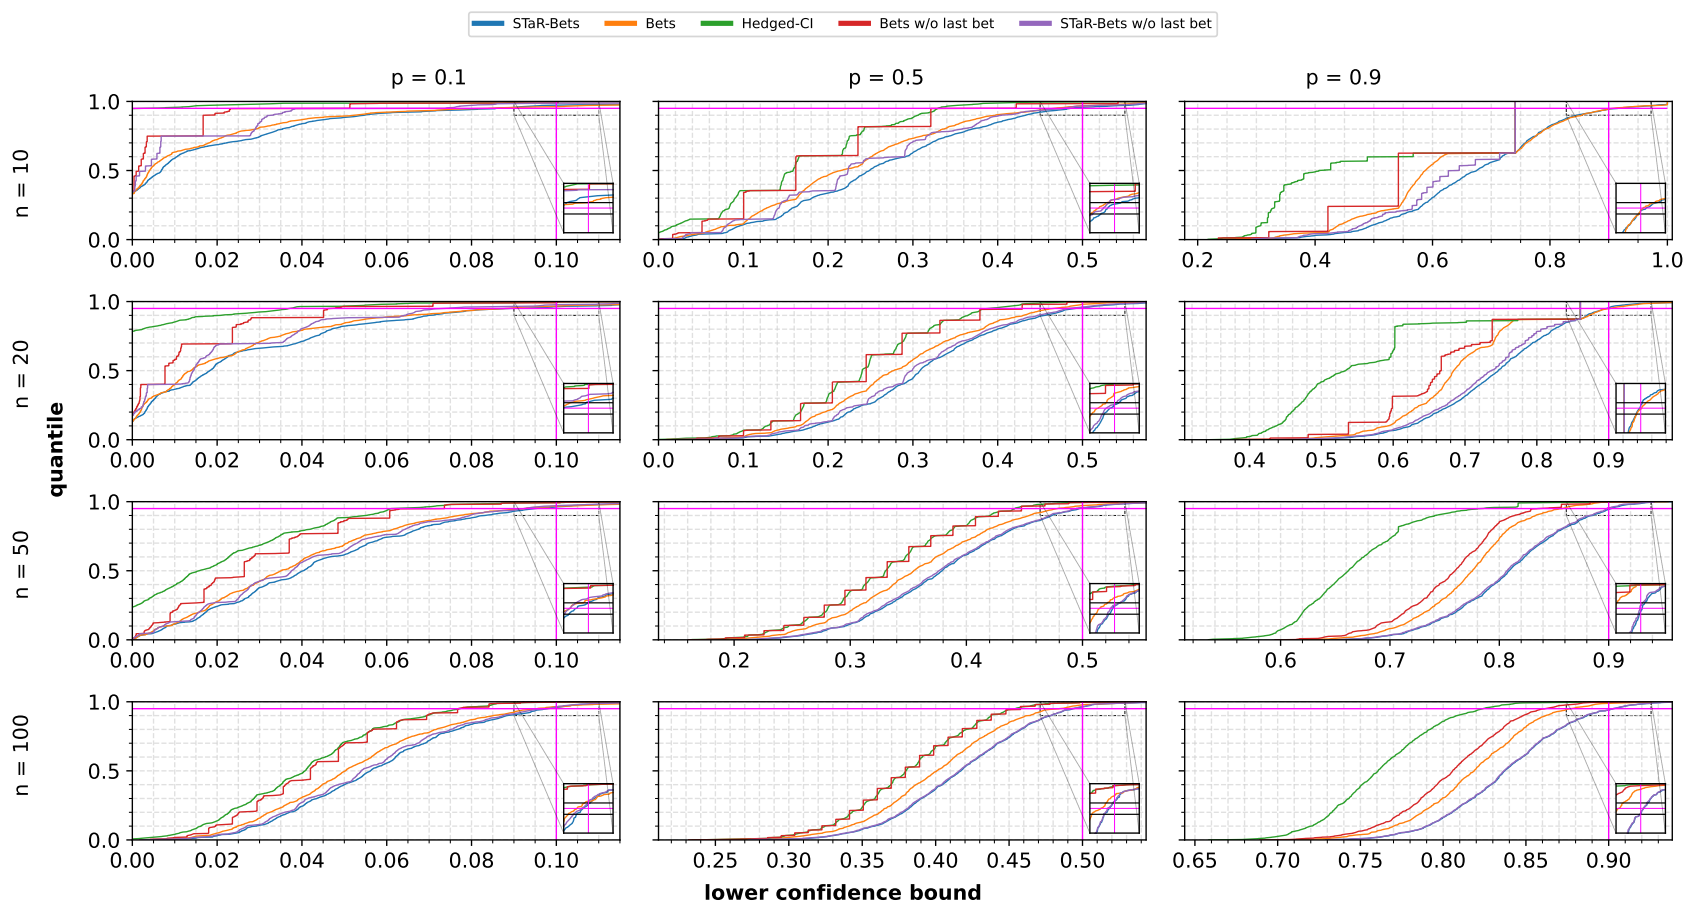 STaR-Bets Bets Hedged-CI Bets w/o last bet STaR-Bets w/o last bet
p = 0.1 p = 0.5 p = 0.9
n = 10
1.0
0.5
0.0
0.00 0.02 0.04 0.06 0.08 0.10
0.0 0.1 0.2 0.3 0.4 0.5
0.2 0.4 0.6 0.8 1.0
n = 20
1.0
0.5
0.0
0.00 0.02 0.04 0.06 0.08 0.10
0.0 0.1 0.2 0.3 0.4 0.5
0.4 0.5 0.6 0.7 0.8 0.9
quantile
n = 50
1.0
0.5
0.0
0.00 0.02 0.04 0.06 0.08 0.10
0.2 0.3 0.4 0.5
0.6 0.7 0.8 0.9
n = 100
1.0
0.5
0.0
0.00 0.02 0.04 0.06 0.08 0.10
0.25 0.30 0.35 0.40 0.45 0.50
0.65 0.70 0.75 0.80 0.85 0.90
lower confidence bound